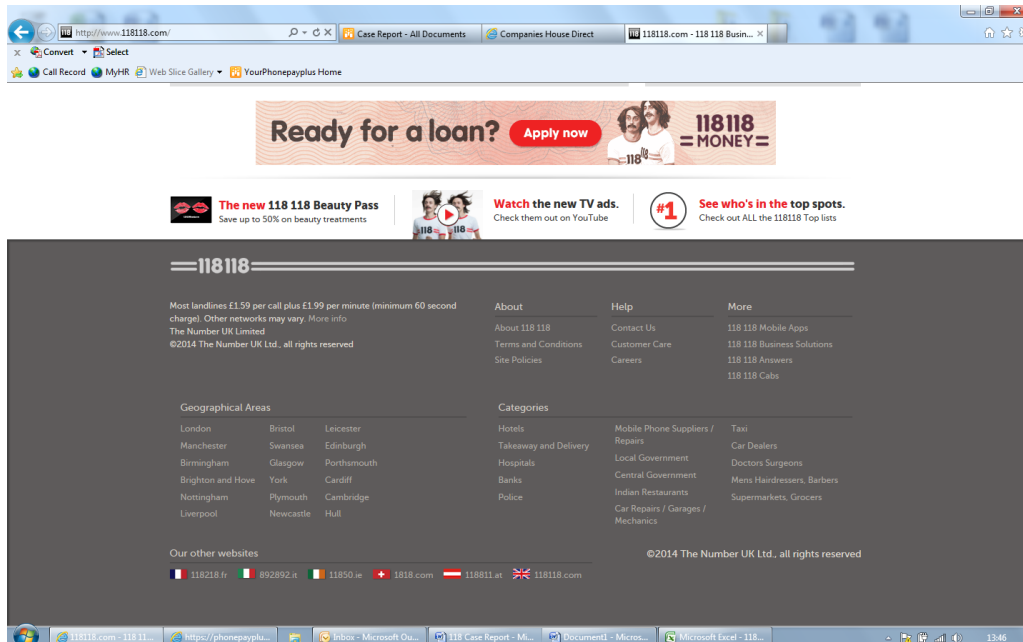 http://www.118118.com/
Case Report - All Documents
Companies House Direct
118118.com - 118 118 Busin...
Convert
Select
Call Record
MyHR
Web Slice Gallery
YourPhonepayplus Home
Ready for a loan?
Apply now
118
118
118118
=MONEY=
The new 118 118 Beauty Pass
Save up to 50% on beauty treatments
118
118
Watch the new TV ads.
Check them out on YouTube
#1
See who's in the top spots.
Check out ALL the 118118 Top lists
118118
Most landlines £1.59 per call plus £1.99 per minute (minimum 60 second
charge). Other networks may vary. More info
The Number UK Limited
©2014 The Number UK Ltd., all rights reserved
About
About 118 118
Terms and Conditions
Site Policies
Help
Contact Us
Customer Care
Careers
More
118 118 Mobile Apps
118 118 Business Solutions
118 118 Answers
118 118 Cabs
Geographical Areas
London
Manchester
Birmingham
Brighton and Hove
Nottingham
Liverpool
Bristol
Swansea
Glasgow
York
Plymouth
Newcastle
Leicester
Edinburgh
Porthsmouth
Cardiff
Cambridge
Hull
Categories
Hotels
Takeaway and Delivery
Hospitals
Banks
Police
Mobile Phone Suppliers /
Repairs
Local Government
Central Government
Indian Restaurants
Car Repairs / Garages /
Mechanics
Taxi
Car Dealers
Doctors Surgeons
Mens Hairdressers, Barbers
Supermarkets, Grocers
Our other websites
118218.fr
892892.it
11850.ie
1818.com
118811.at
118118.com
©2014 The Number UK Ltd., all rights reserved
118118.com - 118 11...
https://phonepayplu...
Inbox - Microsoft Ou...
118 Case Report - Mi...
Document1 - Micros...
Microsoft Excel - 118...
13:46